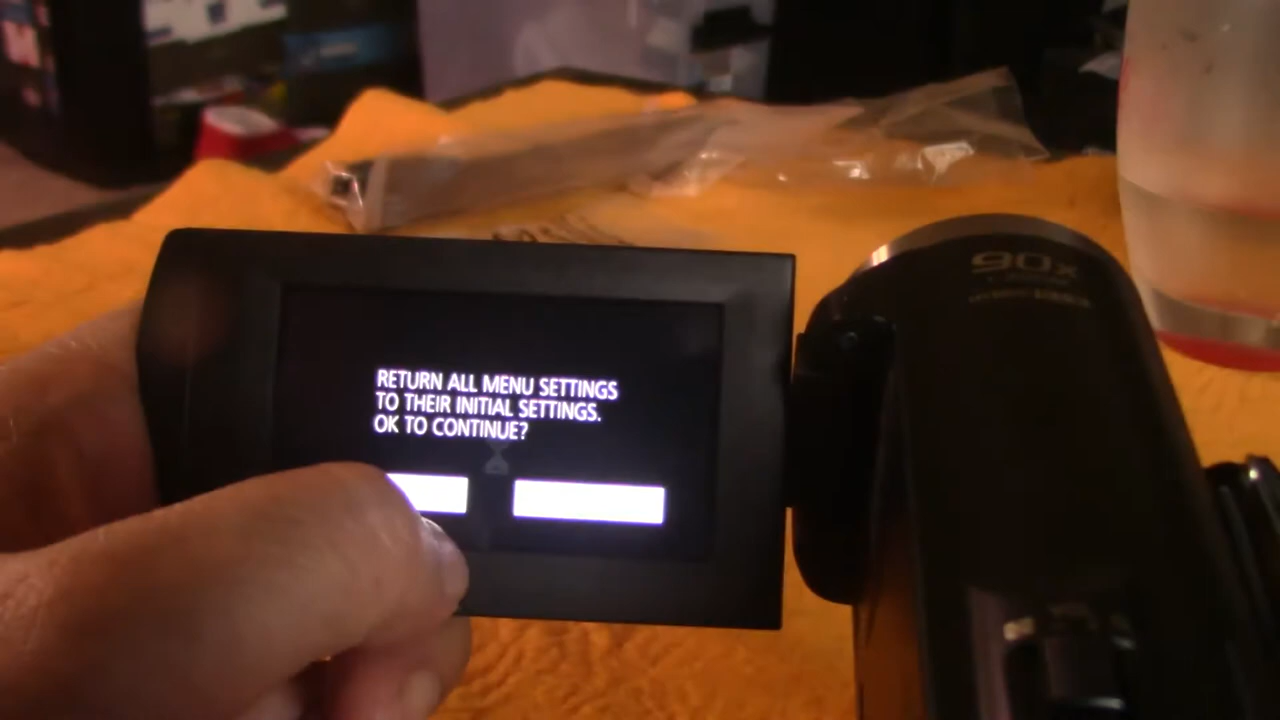 90x
RETURN ALL MENU SETTINGS
TO THEIR INITIAL SETTINGS.
OK TO CONTINUE?